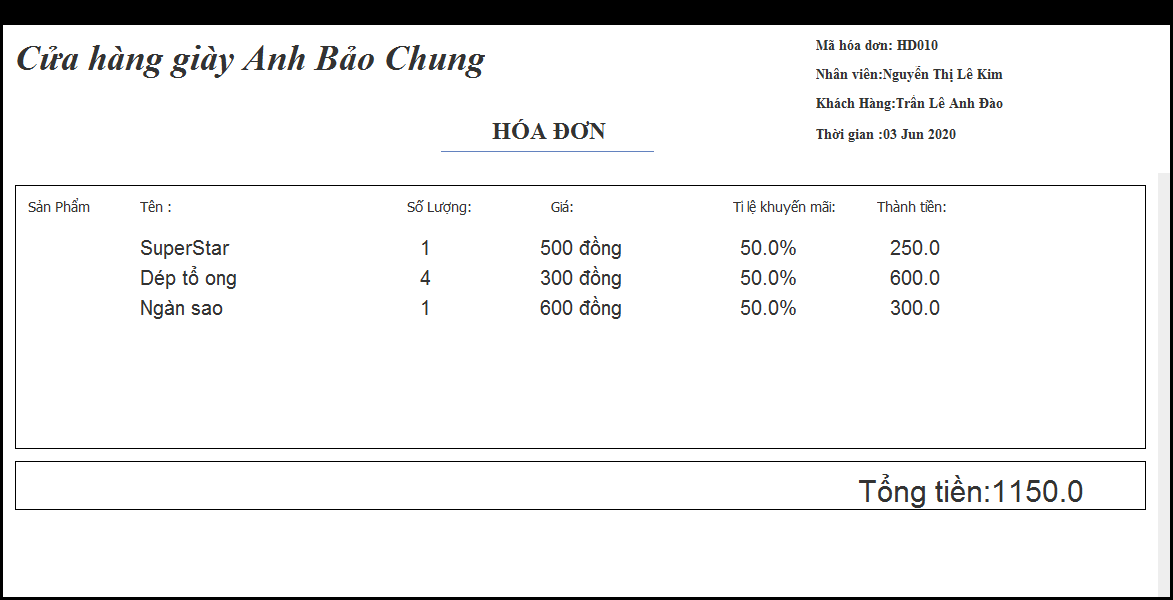 Cửa hàng giày Anh Bảo Chung
Mã hóa đơn: HD010
Nhân viên:Nguyễn Thị Lê Kim
Khách Hàng:Trần Lê Anh Đào
Thời gian :03 Jun 2020
HÓA ĐƠN
Sản Phẩm Tên : Số Lượng: Giá: Ti lệ khuyến mãi: Thành tiền:
SuperStar 1 500 đồng 50.0% 250.0
Dép tổ ong 4 300 đồng 50.0% 600.0
Ngàn sao 1 600 đồng 50.0% 300.0
Tổng tiền:1150.0